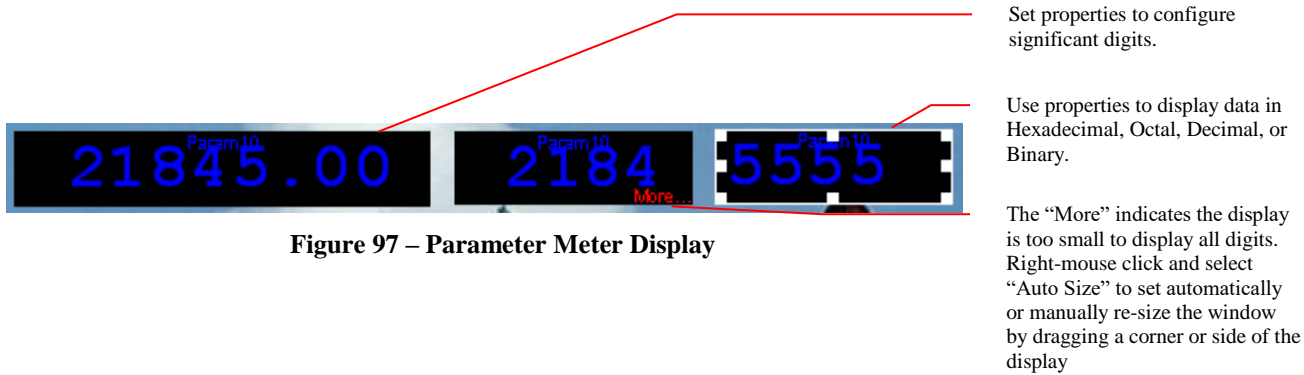 Set properties to configure
significant digits.
Use properties to display data in
Hexadecimal, Octal, Decimal, or
Binary.
Param10
21845.00
Param10
2184
More...
Param10
5555
The “More” indicates the display
is too small to display all digits.
Right-mouse click and select
“Auto Size” to set automatically
or manually re-size the window
by dragging a corner or side of the
display
Figure 97 – Parameter Meter Display